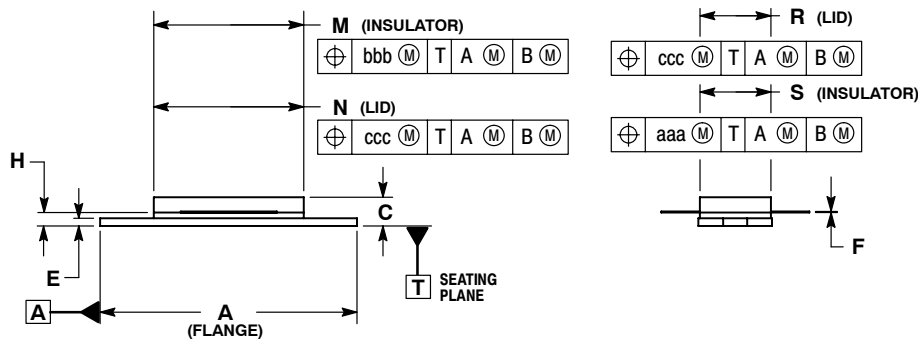 M (INSULATOR)
⌖ bbb Ⓜ T A Ⓜ B Ⓜ
N (LID)
⌖ ccc Ⓜ T A Ⓜ B Ⓜ
R (LID)
⌖ ccc Ⓜ T A Ⓜ B Ⓜ
S (INSULATOR)
⌖ aaa Ⓜ T A Ⓜ B Ⓜ
H
C
E
F
T SEATING
PLANE
A
A
(FLANGE)